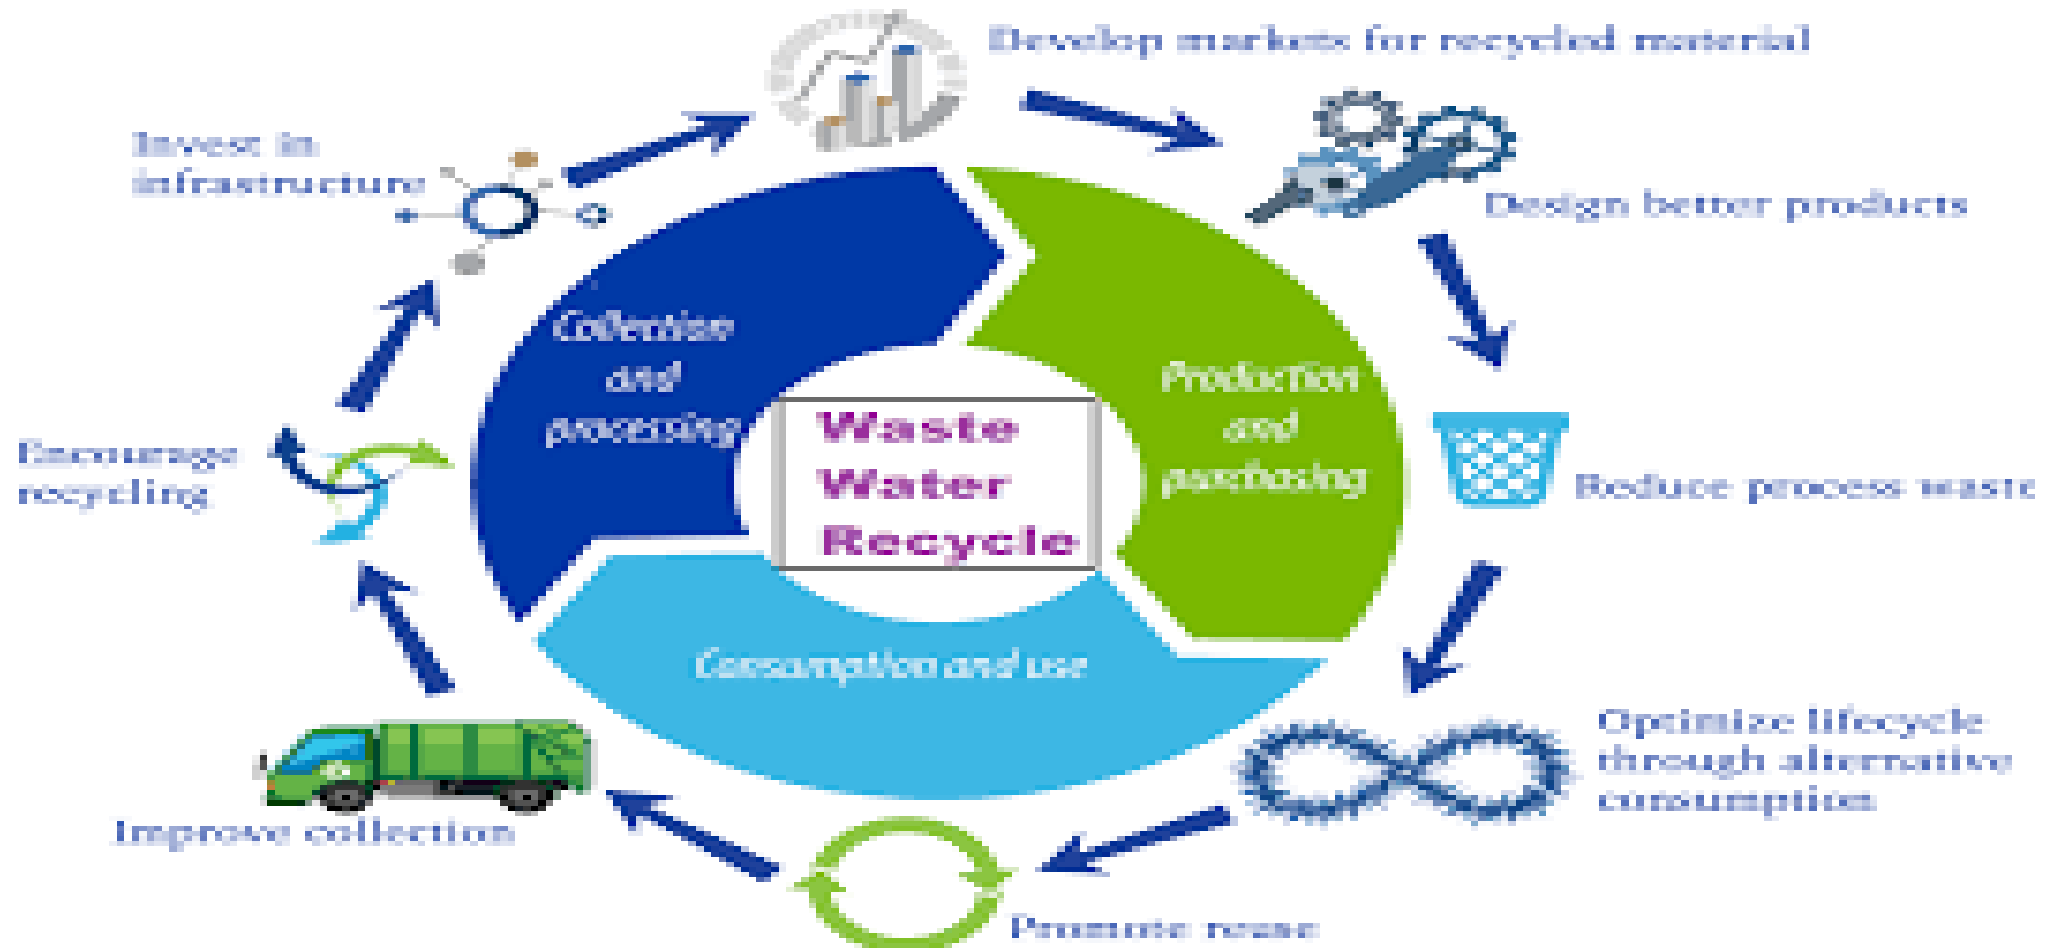 Develop markets for recycled material
Invest in
infrastructure
Design better products
Collection
and
processing
Production
and
purchasing
Waste
Water
Recycle
Encourage
recycling
Reduce process waste
Consumption and use
Optimize lifecycle
through alternative
consumption
Improve collection
Promote reuse